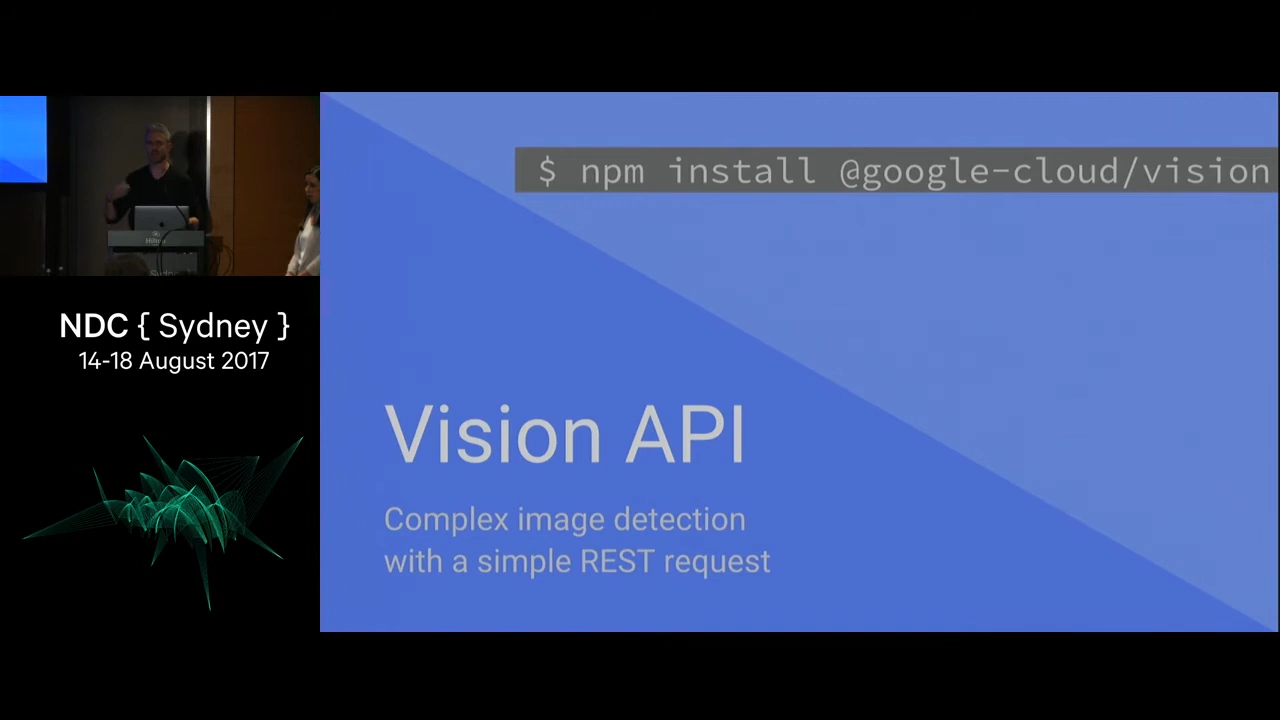 NDC { Sydney }
14-18 August 2017
Hilton
$ npm install @google-cloud/vision
Vision API
Complex image detection
with a simple REST request